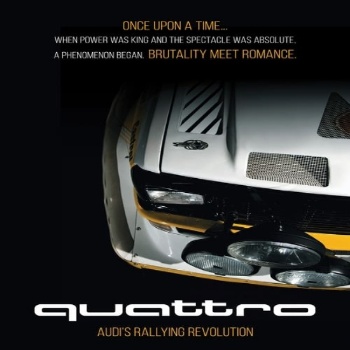 ONCE UPON A TIME...
WHEN POWER WAS KING AND THE SPECTACLE WAS ABSOLUTE,
A PHENOMENON BEGAN. BRUTALITY MEET ROMANCE.
quattro
AUDI'S RALLYING REVOLUTION